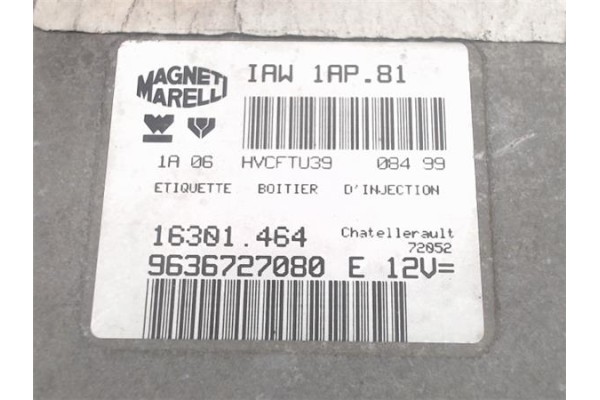 MAGNETI
MARELLI
IAW 1AP.81
1A 06 HVCFTU39 084 99
ETIQUETTE BOITIER D'INJECTION
16301.464 Chatellerault
72052
9636727080 E 12V=